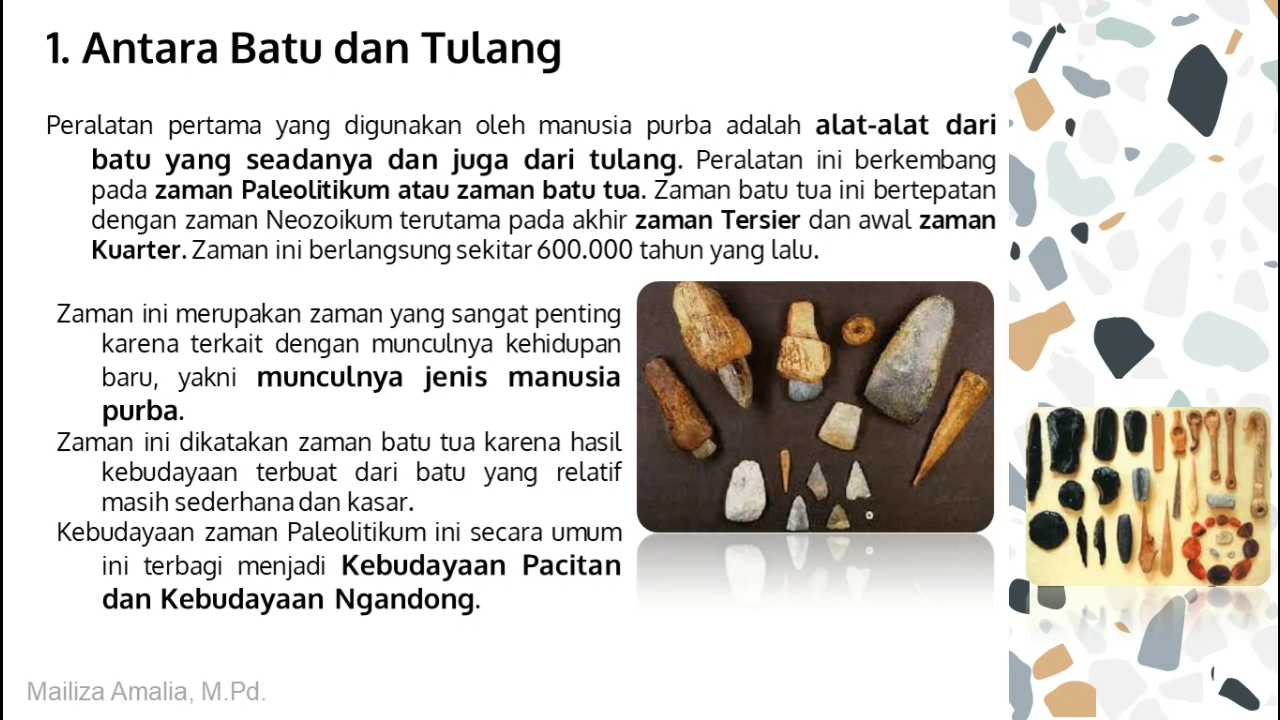 1. Antara Batu dan Tulang
Peralatan pertama yang digunakan oleh manusia purba adalah alat-alat dari
batu yang seadanya dan juga dari tulang. Peralatan ini berkembang
pada zaman Paleolitikum atau zaman batu tua. Zaman batu tua ini bertepatan
dengan zaman Neozoikum terutama pada akhir zaman Tersier dan awal zaman
Kuarter. Zaman ini berlangsung sekitar 600.000 tahun yang lalu.
Zaman ini merupakan zaman yang sangat penting
karena terkait dengan munculnya kehidupan
baru, yakni munculnya jenis manusia
purba.
Zaman ini dikatakan zaman batu tua karena hasil
kebudayaan terbuat dari batu yang relatif
masih sederhana dan kasar.
Kebudayaan zaman Paleolitikum ini secara umum
ini terbagi menjadi Kebudayaan Pacitan
dan Kebudayaan Ngandong.
Mailiza Amalia, M.Pd.